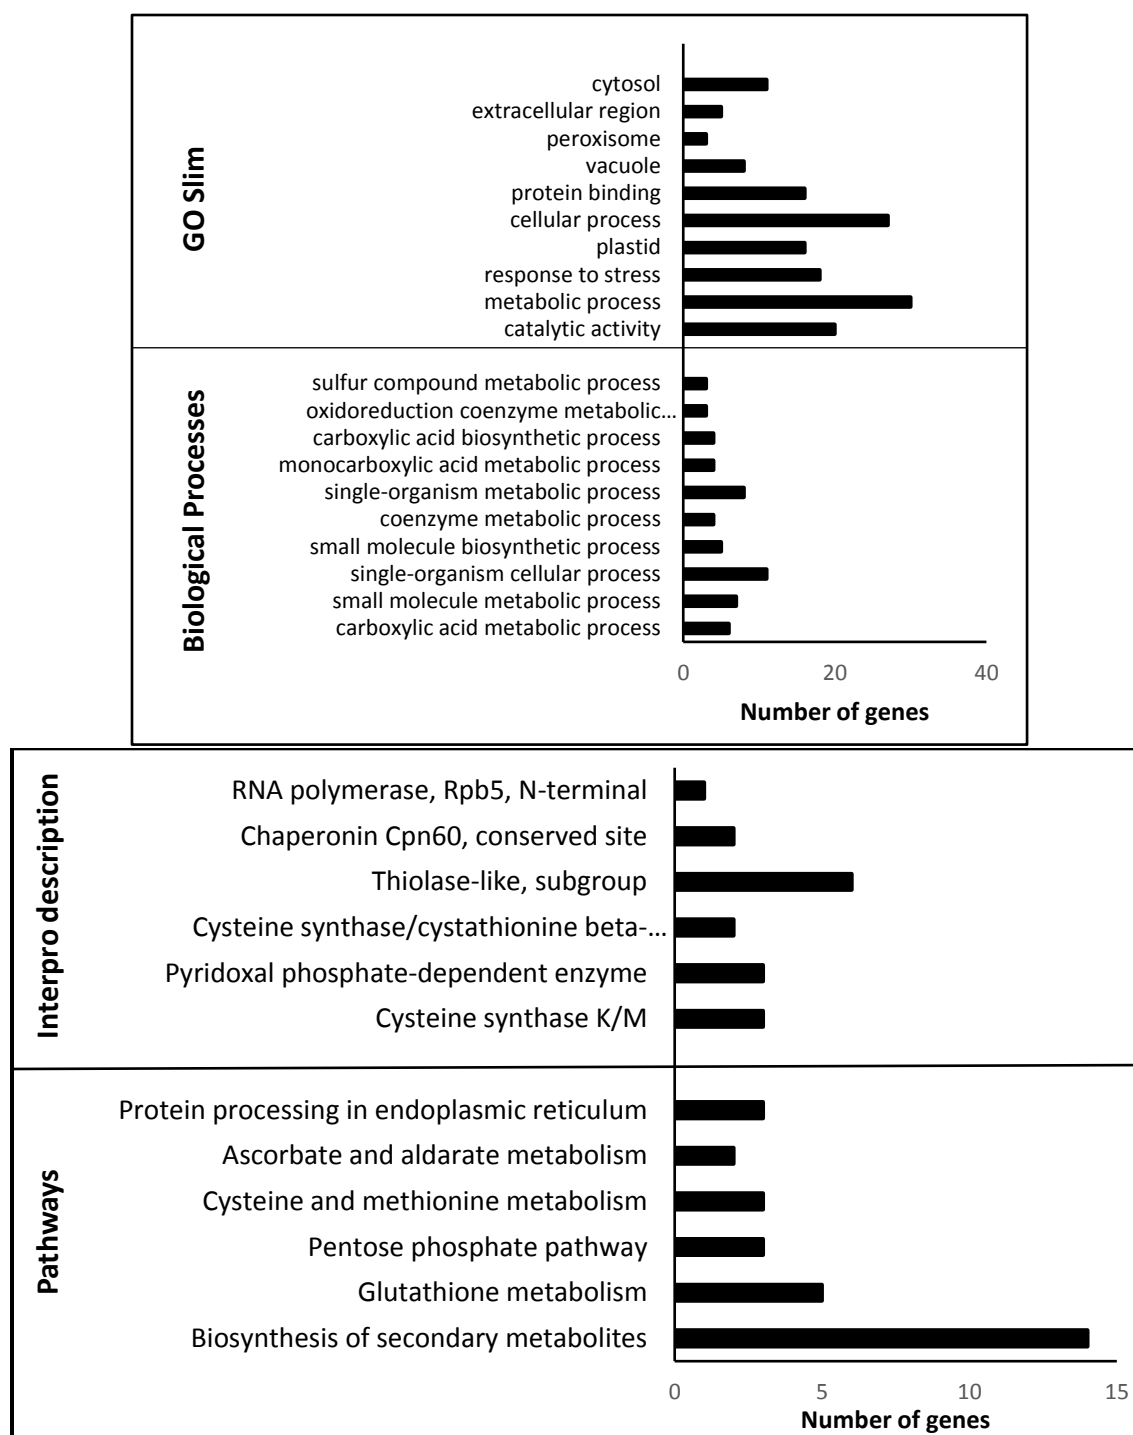 GO Slim
cytosol
extracellular region
peroxisome
vacuole
protein binding
cellular process
plastid
response to stress
metabolic process
catalytic activity
Biological Processes
sulfur compound metabolic process
oxidoreduction coenzyme metabolic...
carboxylic acid biosynthetic process
monocarboxylic acid metabolic process
single-organism metabolic process
coenzyme metabolic process
small molecule biosynthetic process
single-organism cellular process
small molecule metabolic process
carboxylic acid metabolic process
0 20 40
Number of genes
Interpro description
RNA polymerase, Rpb5, N-terminal
Chaperonin Cpn60, conserved site
Thiolase-like, subgroup
Cysteine synthase/cystathionine beta-...
Pyridoxal phosphate-dependent enzyme
Cysteine synthase K/M
Pathways
Protein processing in endoplasmic reticulum
Ascorbate and aldarate metabolism
Cysteine and methionine metabolism
Pentose phosphate pathway
Glutathione metabolism
Biosynthesis of secondary metabolites
0 5 10 15
Number of genes